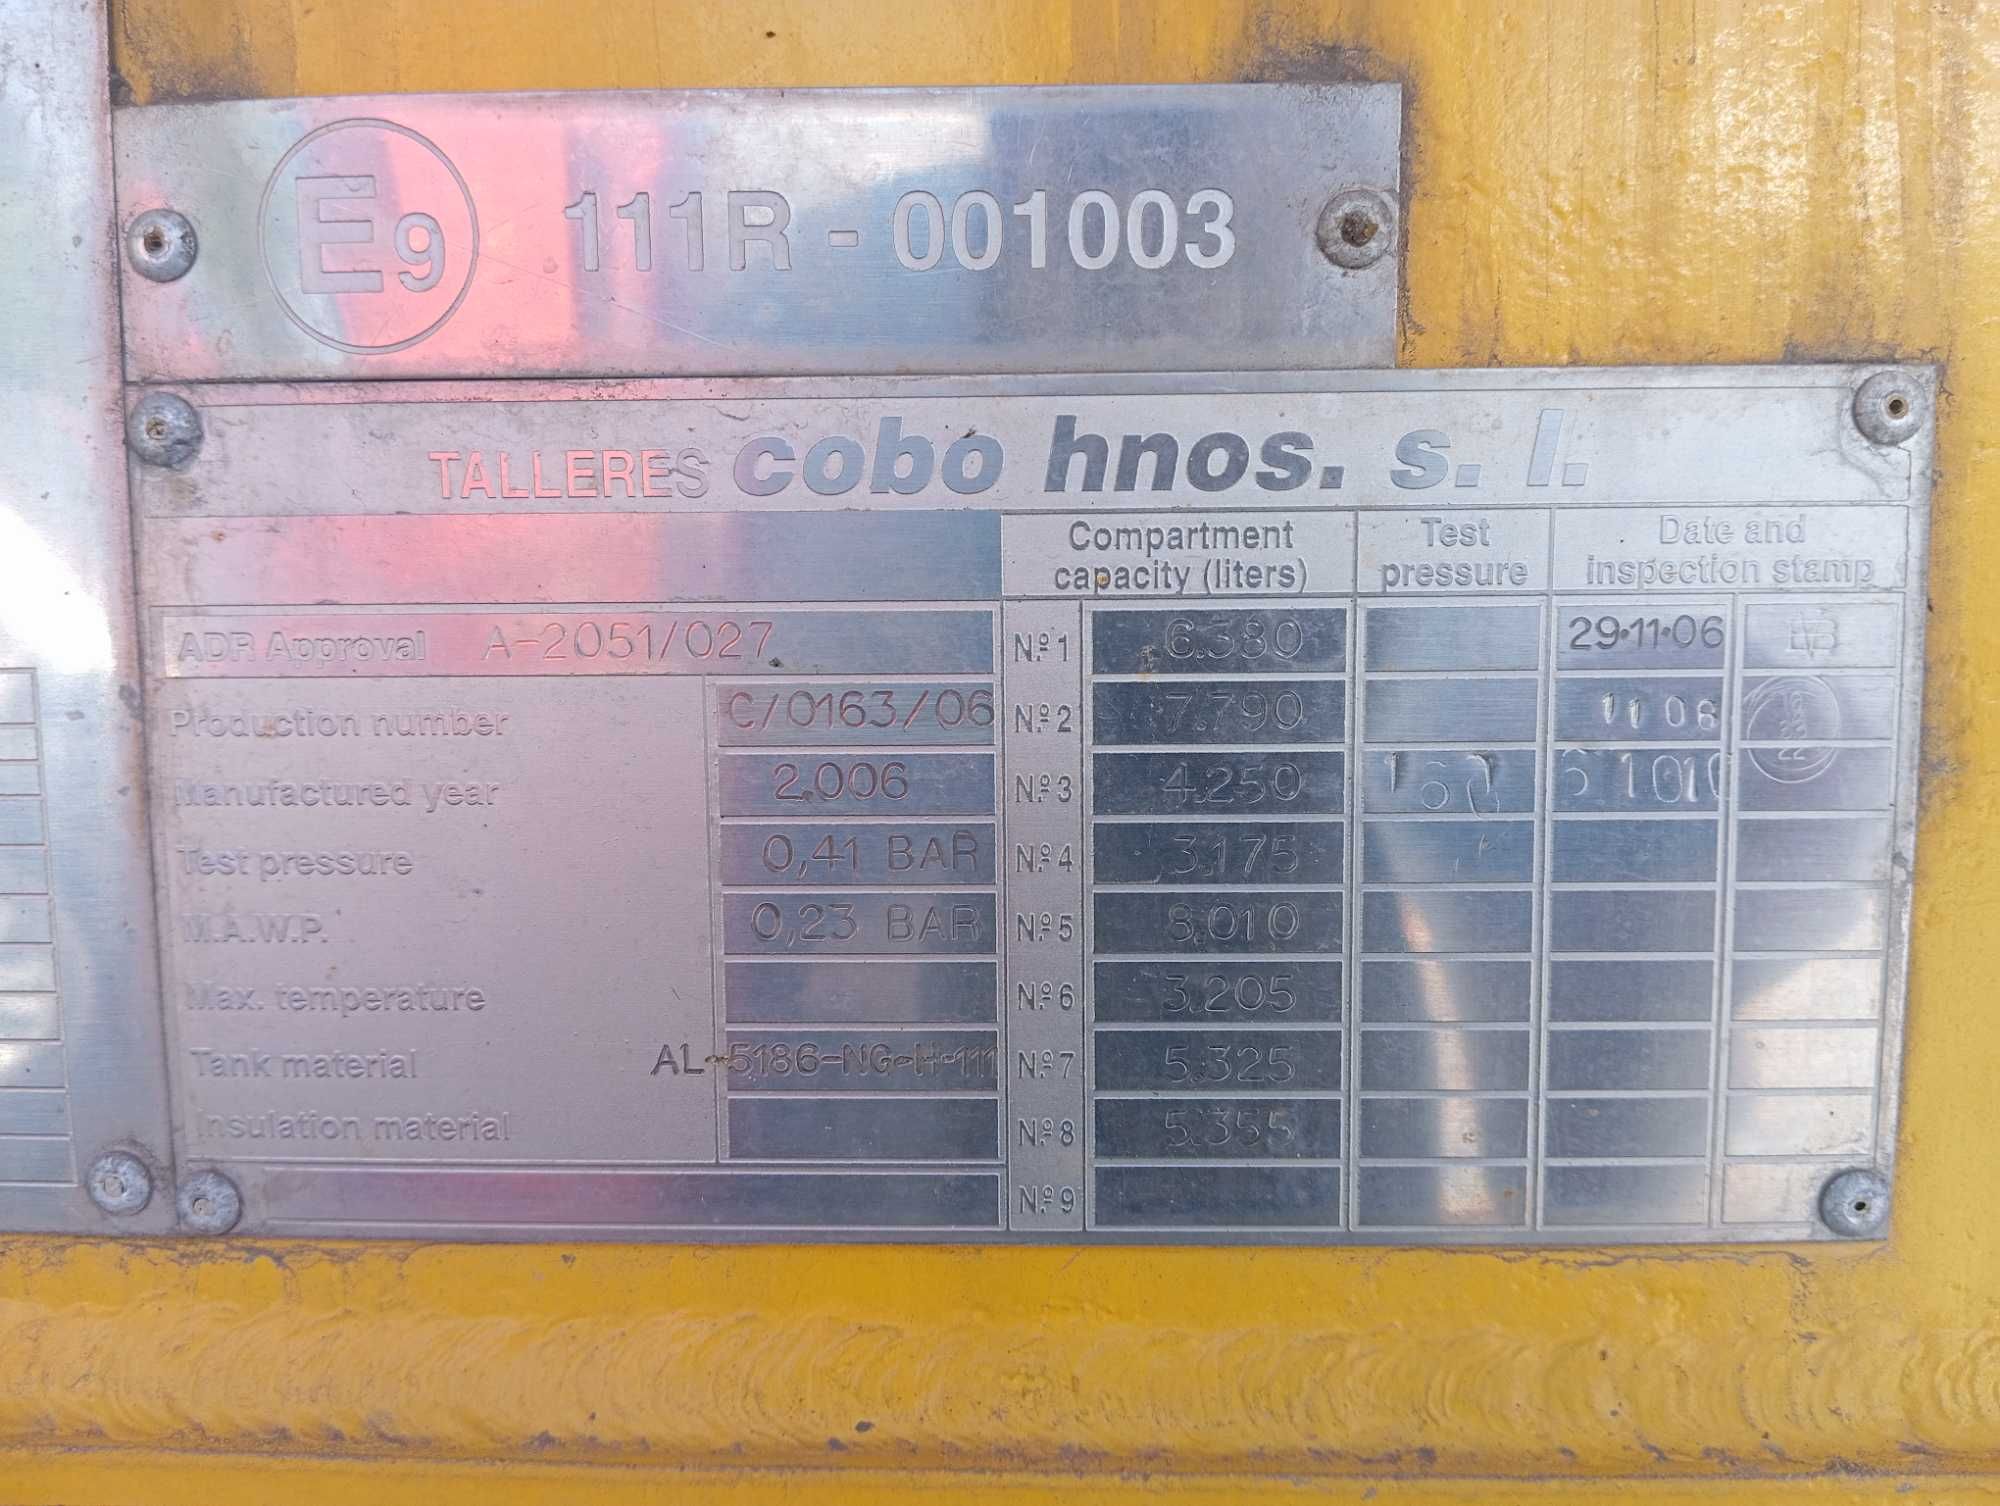 E9 111R - 001003
TALLERES cobo hnos. s. l.
Compartment capacity (liters) Test pressure Date and inspection stamp
ADR Approval A-2051/027 Nº1 6.380 29·11·06
Production number C/0163/06 Nº2 7.790 11 06
Manufactured year 2.006 Nº3 4.250
Test pressure 0,41 BAR Nº4 3.175
M.A.W.P. 0,23 BAR Nº5 8.010
Max. temperature Nº6 3.205
Tank material AL-5186-NG-H-111 Nº7 5.325
Insulation material Nº8 5.355
Nº9